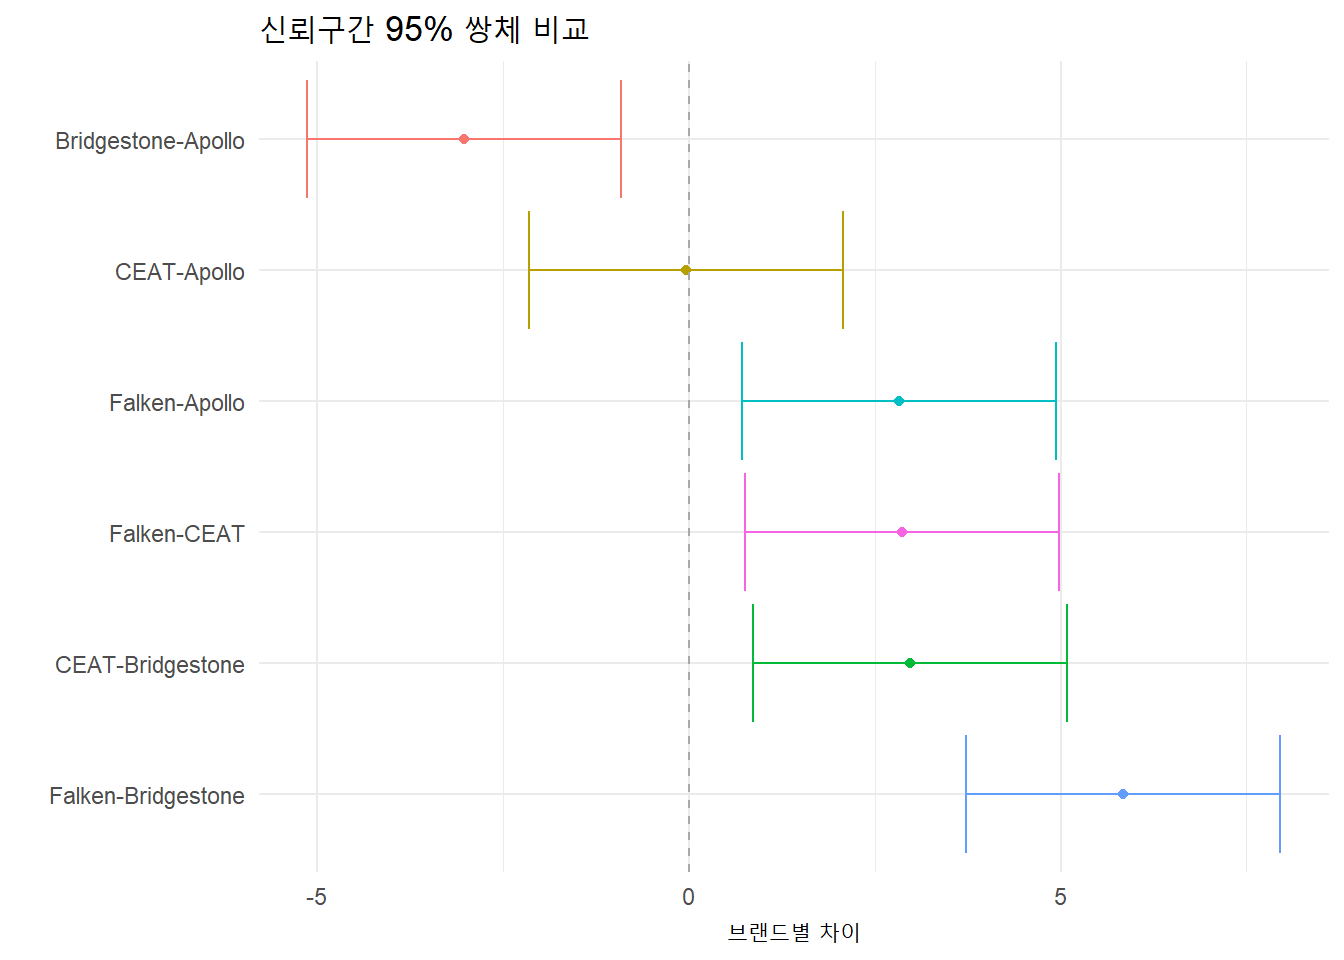 신뢰구간 95% 쌍체 비교
Bridgestone-Apollo
CEAT-Apollo
Falken-Apollo
Falken-CEAT
CEAT-Bridgestone
Falken-Bridgestone
-5 0 5
브랜드별 차이